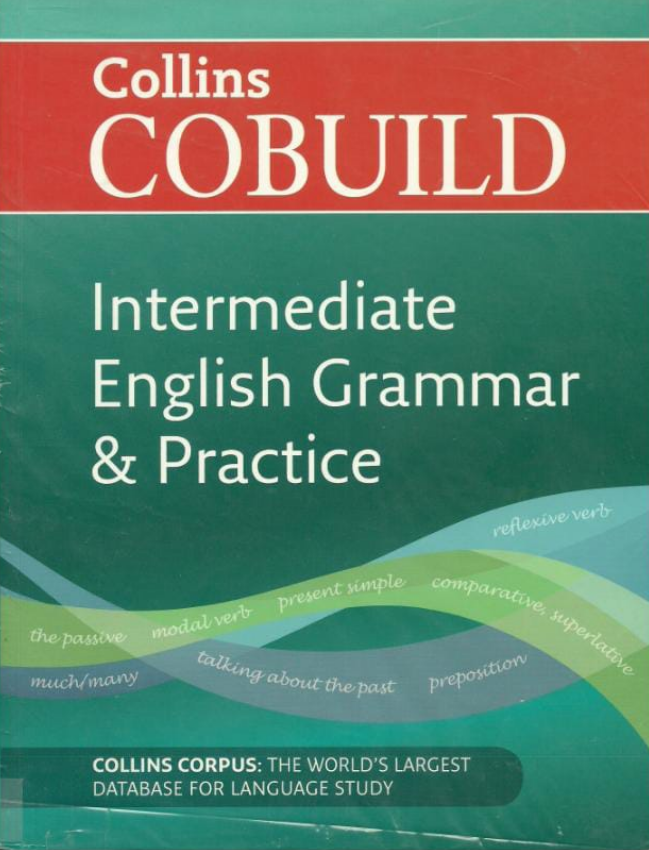 Collins
COBUILD
Intermediate
English Grammar
& Practice
reflexive verb
the passive modal verb present simple comparative, superlative
much/many talking about the past preposition
COLLINS CORPUS: THE WORLD'S LARGEST
DATABASE FOR LANGUAGE STUDY